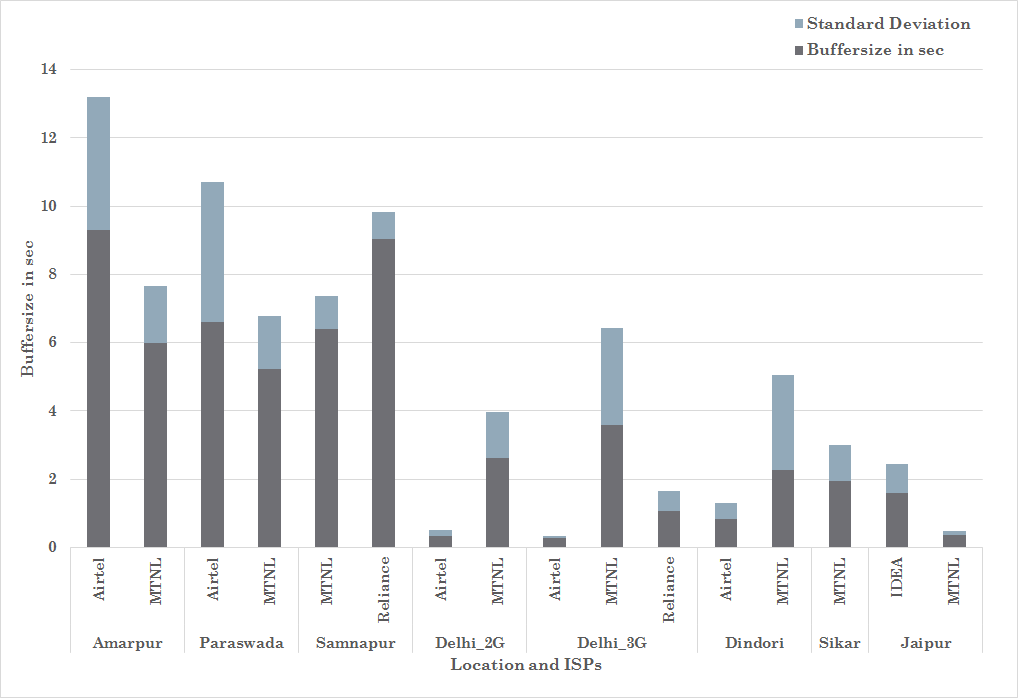 Standard Deviation
Buffersize in sec
14
12
10
8
6
4
2
0
Buffersize in sec
Airtel
MTNL
Airtel
MTNL
MTNL
Reliance
Airtel
MTNL
Airtel
MTNL
Reliance
Airtel
MTNL
MTNL
IDEA
MTNL
Amarpur
Paraswada
Samnapur
Delhi_2G
Delhi_3G
Dindori
Sikar
Jaipur
Location and ISPs